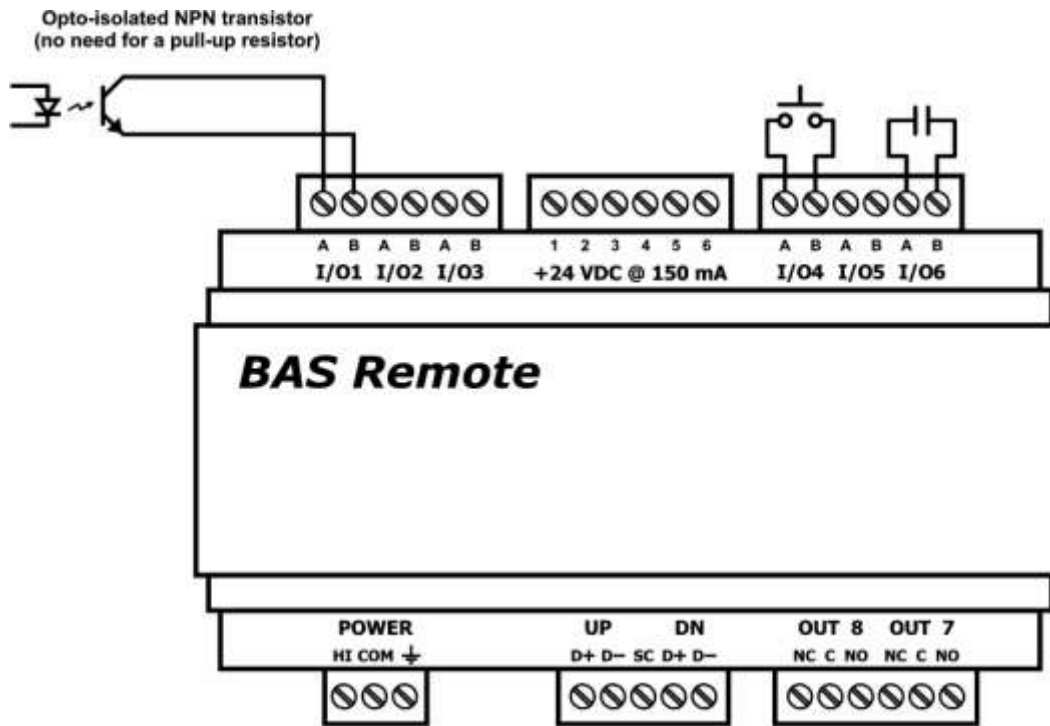 Opto-isolated NPN transistor
(no need for a pull-up resistor)
A B A B A B 1 2 3 4 5 6 A B A B A B
I/O1 I/O2 I/O3 +24 VDC @ 150 mA I/O4 I/O5 I/O6
BAS Remote
POWER UP DN OUT 8 OUT 7
HI COM D+ D− SC D+ D− NC C NO NC C NO